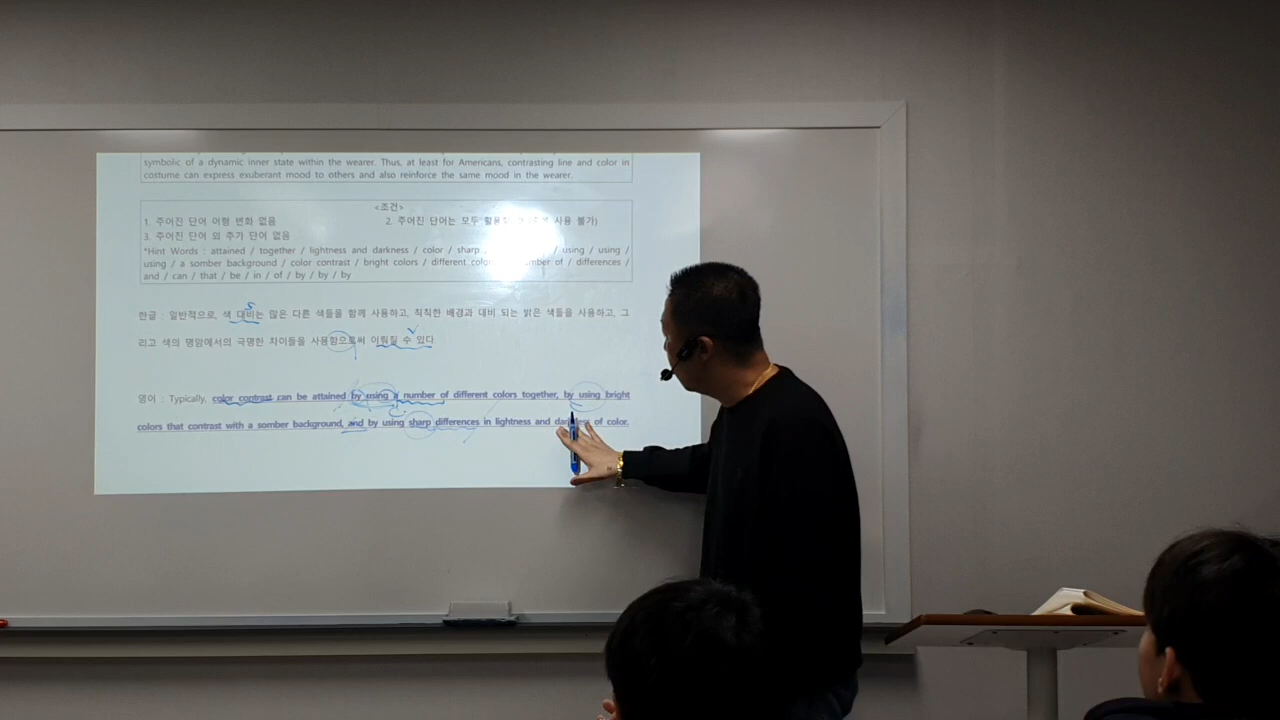 symbolic of a dynamic inner state within the wearer. Thus, at least for Americans, contrasting line and color in
costume can express exuberant mood to others and also reinforce the same mood in the wearer.
<조건>
1. 주어진 단어 어형 변화 없음 2. 주어진 단어는 모두 활용 사용 불가)
3. 주어진 단어 외 추가 단어 없음
*Hint Words : attained / together / lightness and darkness / color / sharp / / using / using /
using / a somber background / color contrast / bright colors / different of / differences /
and / can / that / be / in / of / by / by / by
한글 : 일반적으로, 색 대비는 많은 다른 색들을 함께 사용하고, 칙칙한 배경과 대비 되는 밝은 색들을 사용하고, 그
리고 색의 명암에서의 극명한 차이들을 사용함으로써 이뤄질 수 있다.
영어 : Typically, color contrast can be attained by using a number of different colors together, by using bright
colors that contrast with a somber background, and by using sharp differences in lightness and of color.